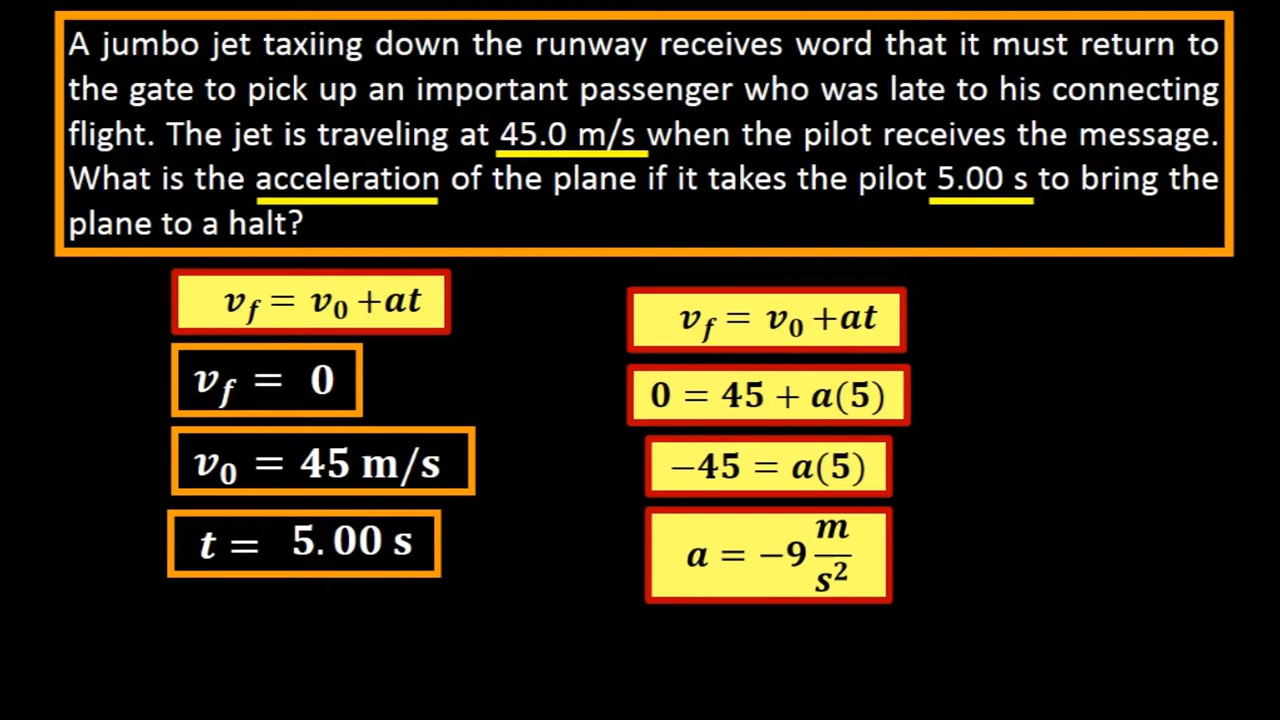 A jumbo jet taxiing down the runway receives word that it must return to
the gate to pick up an important passenger who was late to his connecting
flight. The jet is traveling at 45.0 m/s when the pilot receives the message.
What is the acceleration of the plane if it takes the pilot 5.00 s to bring the
plane to a halt?
v_f = v_0 + at
v_f = 0
v_0 = 45 m/s
t = 5.00 s
v_f = v_0 + at
0 = 45 + a(5)
−45 = a(5)
a = −9 m/s²